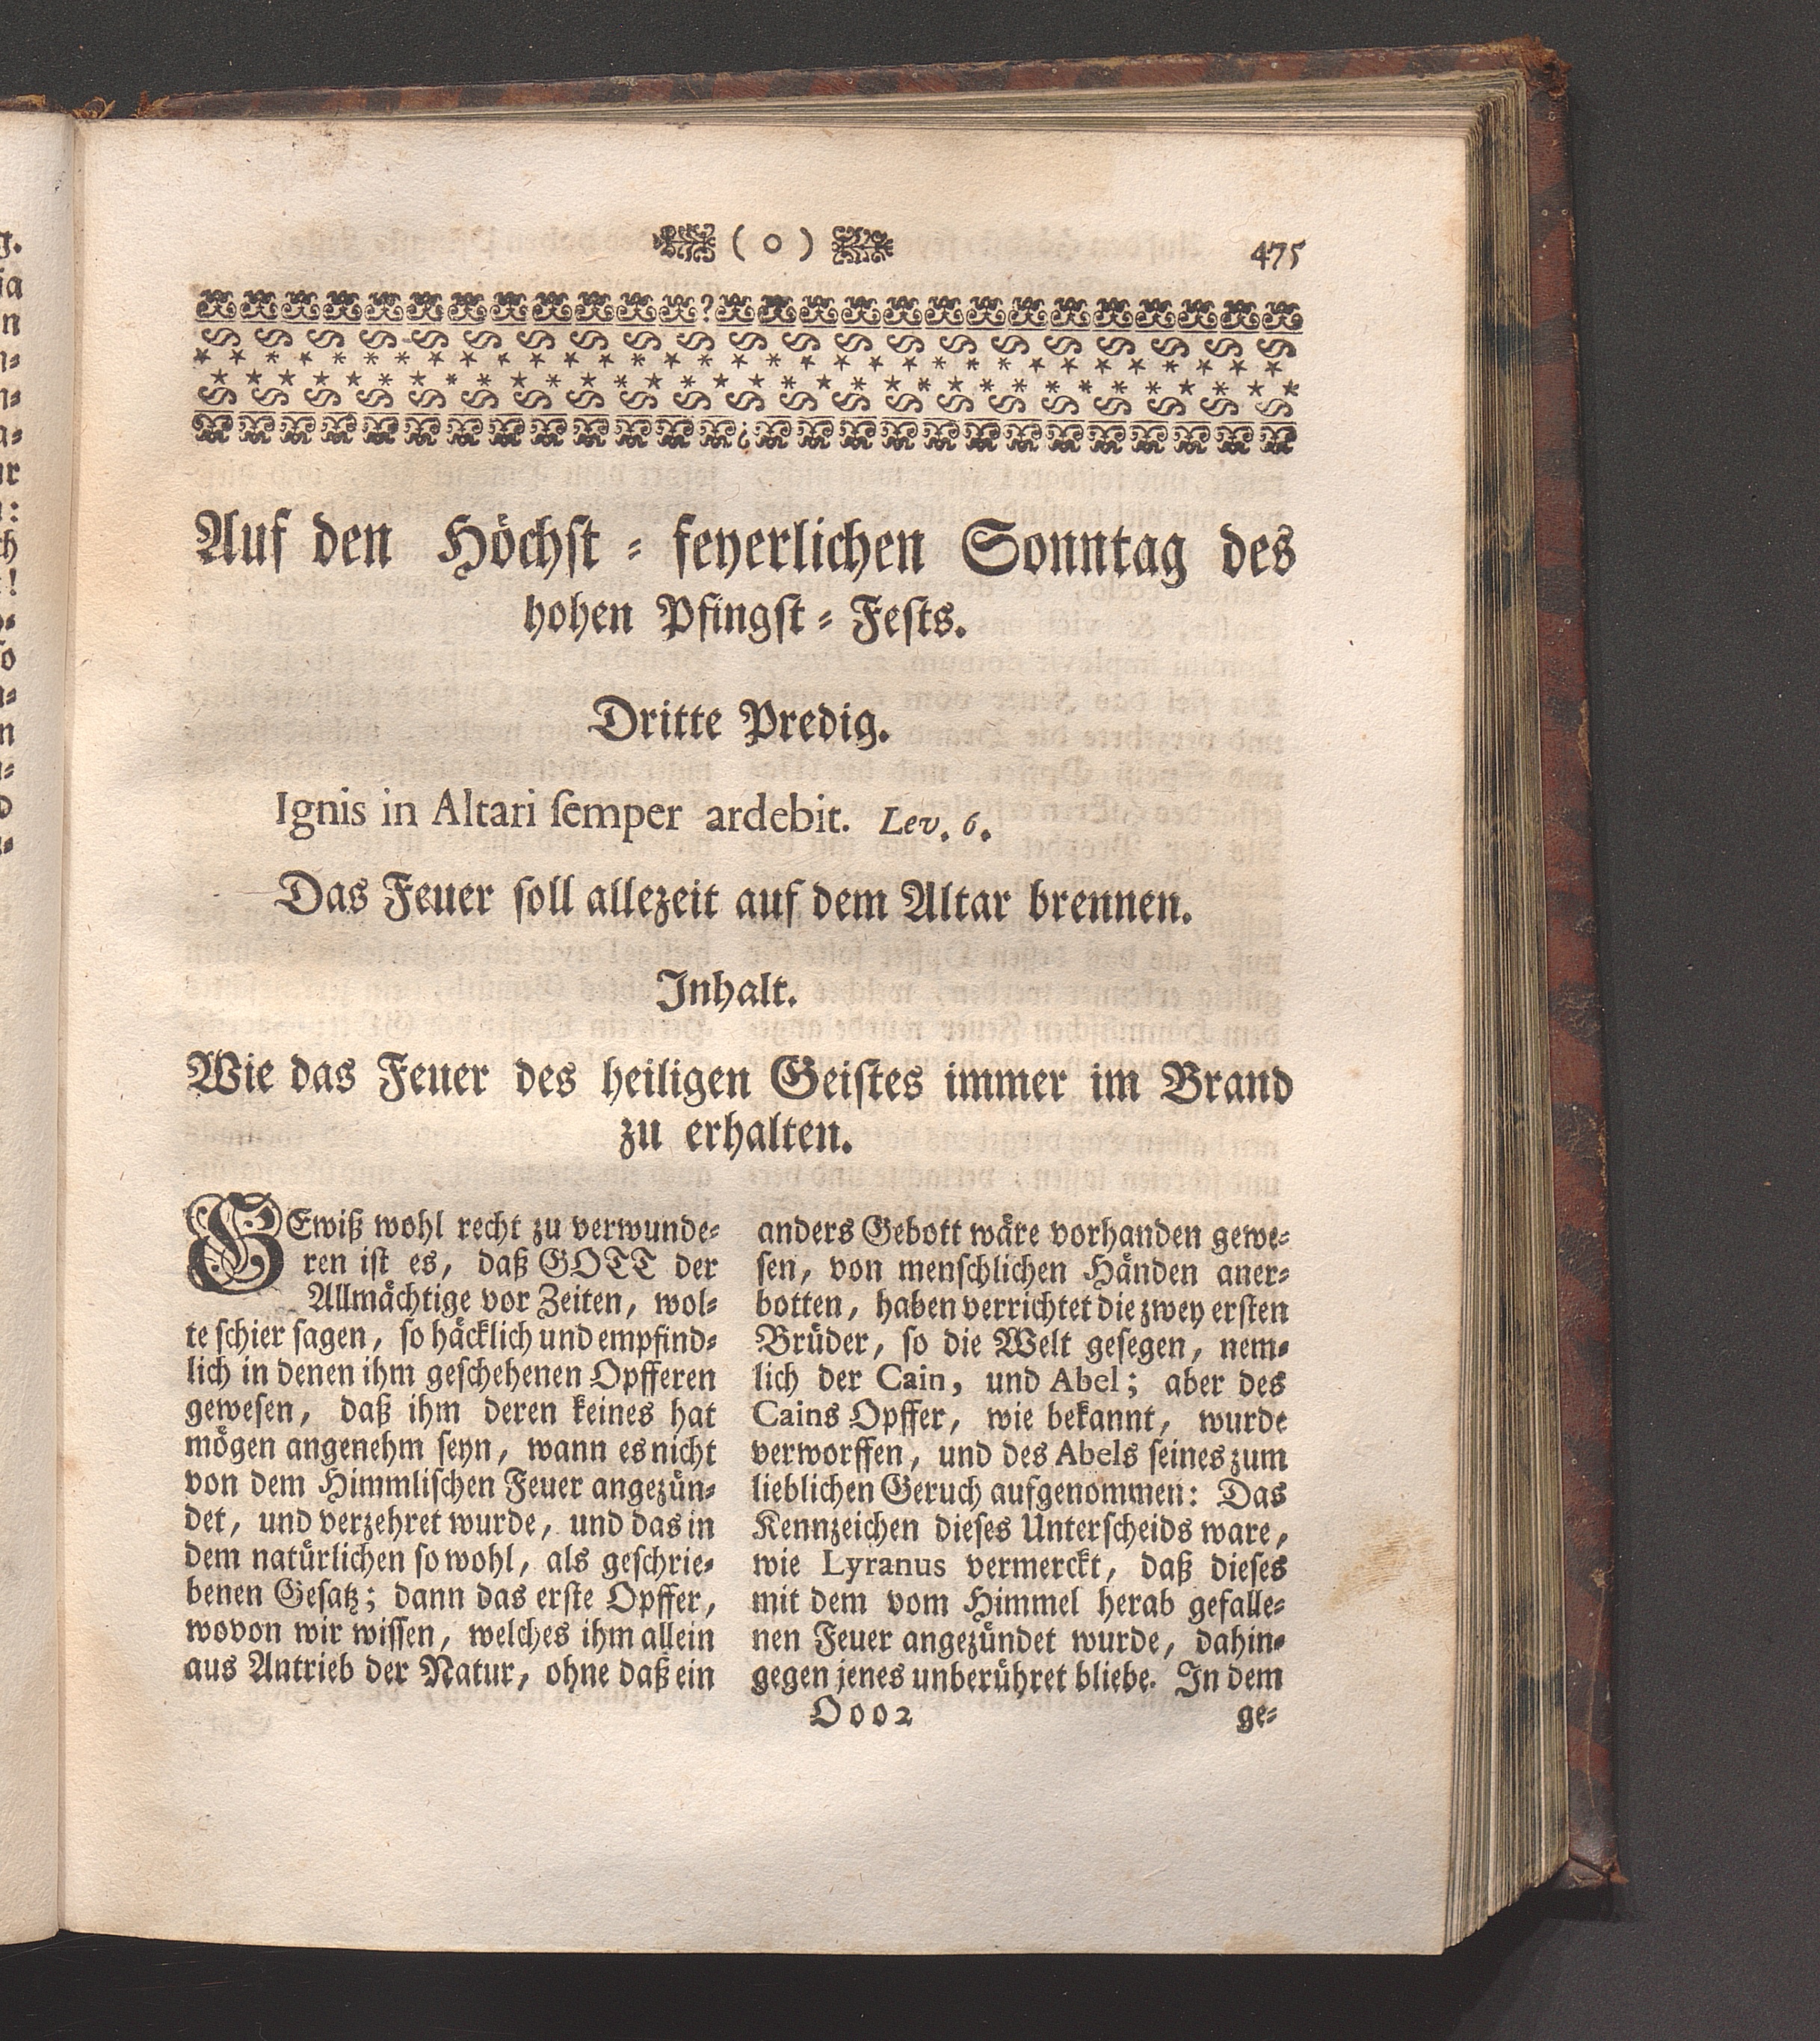 ( o )
475
Auf den Höchst-feyerlichen Sonntag des
hohen Pfingst-Fests.
Dritte Predig.
Ignis in Altari semper ardebit. Lev. 6.
Das Feuer soll allezeit auf dem Altar brennen.
Inhalt.
Wie das Feuer des heiligen Geistes immer im Brand
zu erhalten.
GEwiß wohl recht zu verwunde-
ren ist es, daß GOTT der
Allmächtige vor Zeiten, wol-
te schier sagen, so häcklich und empfind-
lich in denen ihm geschehenen Opfferen
gewesen, daß ihm deren keines hat
mögen angenehm seyn, wann es nicht
von dem Himmlischen Feuer angezün-
det, und verzehret wurde, und das in
dem natürlichen so wohl, als geschrie-
benen Gesatz; dann das erste Opffer,
wovon wir wissen, welches ihm allein
aus Antrieb der Natur, ohne daß ein
anders Gebott wäre vorhanden gewe-
sen, von menschlichen Händen aner-
botten, haben verrichtet die zwey ersten
Brüder, so die Welt gesegen, nem-
lich der Cain, und Abel; aber des
Cains Opffer, wie bekannt, wurde
verworffen, und des Abels seines zum
lieblichen Geruch aufgenommen: Das
Kennzeichen dieses Unterscheids ware,
wie Lyranus vermerckt, daß dieses
mit dem vom Himmel herab gefalle-
nen Feuer angezündet wurde, dahin-
gegen jenes unberühret bliebe. In dem
Ooo2
ge-